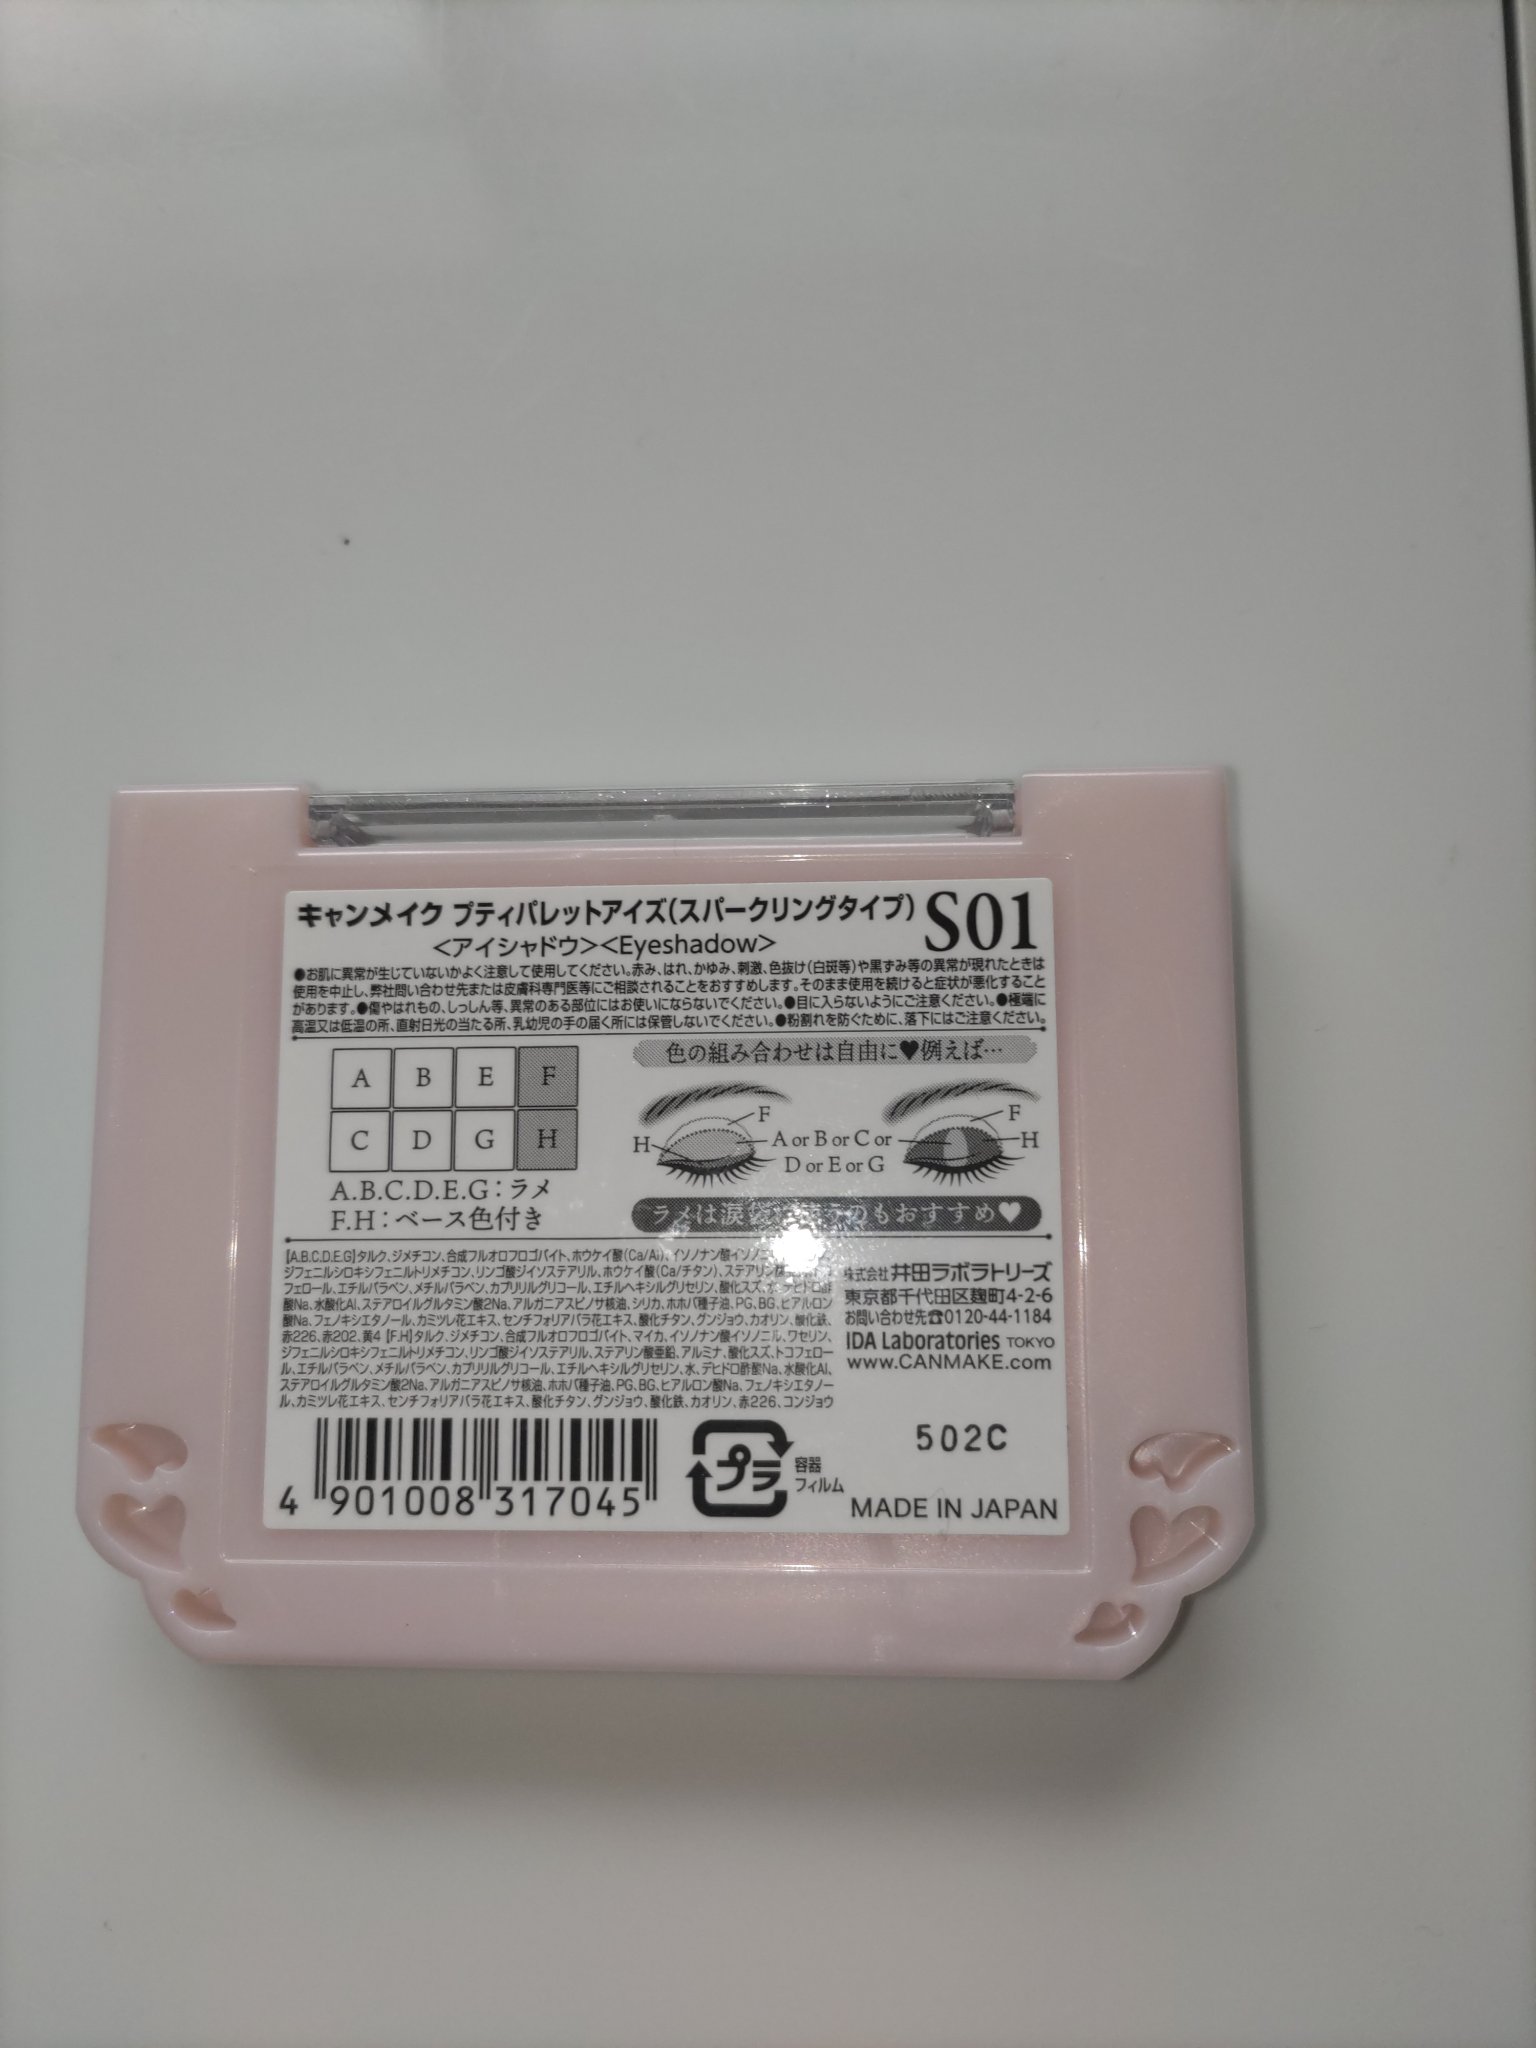 キャンメイク プティパレットアイズ（スパークリングタイプ） S01
<アイシャドウ><Eyeshadow>
●お肌に異常が生じていないかよく注意して使用してください。赤み、はれ、かゆみ、刺激、色抜け（白斑等）や黒ずみ等の異常が現れたときは
使用を中止し、弊社問い合わせ先または皮膚科専門医等にご相談されることをおすすめします。そのまま使用を続けると症状が悪化すること
があります。●傷やはれもの、しっしん等、異常のある部位にはお使いにならないでください。●目に入らないようにご注意ください。●極端に
高温又は低温の所、直射日光の当たる所、乳幼児の手の届く所には保管しないでください。●粉割れを防ぐために、落下にはご注意ください。
A B E F
C D G H
A.B.C.D.E.G：ラメ
F.H：ベース色付き
色の組み合わせは自由に♥例えば…
F F
H A or B or C or H
D or E or G
ラメは涙 のもおすすめ♥
【A.B.C.D.E.G】タルク、ジメチコン、合成フルオロフロゴパイト、ホウケイ酸（Ca/Al）、イソノナン酸イソノニ
ジフェニルシロキシフェニルトリメチコン、リンゴ酸ジイソステアリル、ホウケイ酸（Ca/チタン）、ステアリン酸
フェロール、エチルパラベン、メチルパラベン、カプリリルグリコール、エチルヘキシルグリセリン、酸化スズ、水、デヒドロ酢
酸Na、水酸化Al、ステアロイルグルタミン酸2Na、アルガニアスピノサ核油、シリカ、ホホバ種子油、PG、BG、ヒアルロン
酸Na、フェノキシエタノール、カミツレ花エキス、センチフォリアバラ花エキス、酸化チタン、グンジョウ、カオリン、酸化鉄、
赤226、赤202、黄4 【F.H】タルク、ジメチコン、合成フルオロフロゴパイト、マイカ、イソノナン酸イソノニル、ワセリン、
ジフェニルシロキシフェニルトリメチコン、リンゴ酸ジイソステアリル、ステアリン酸亜鉛、アルミナ、酸化スズ、トコフェロー
ル、エチルパラベン、メチルパラベン、カプリリルグリコール、エチルヘキシルグリセリン、水、デヒドロ酢酸Na、水酸化Al、
ステアロイルグルタミン酸2Na、アルガニアスピノサ核油、ホホバ種子油、PG、BG、ヒアルロン酸Na、フェノキシエタノー
ル、カミツレ花エキス、センチフォリアバラ花エキス、酸化チタン、グンジョウ、酸化鉄、カオリン、赤226、コンジョウ
株式会社 井田ラボラトリーズ
東京都千代田区麹町4-2-6
お問い合わせ先☎0120-44-1184
IDA Laboratories TOKYO
www.CANMAKE.com
502C
4 901008 317045
プラ
容器
フィルム
MADE IN JAPAN